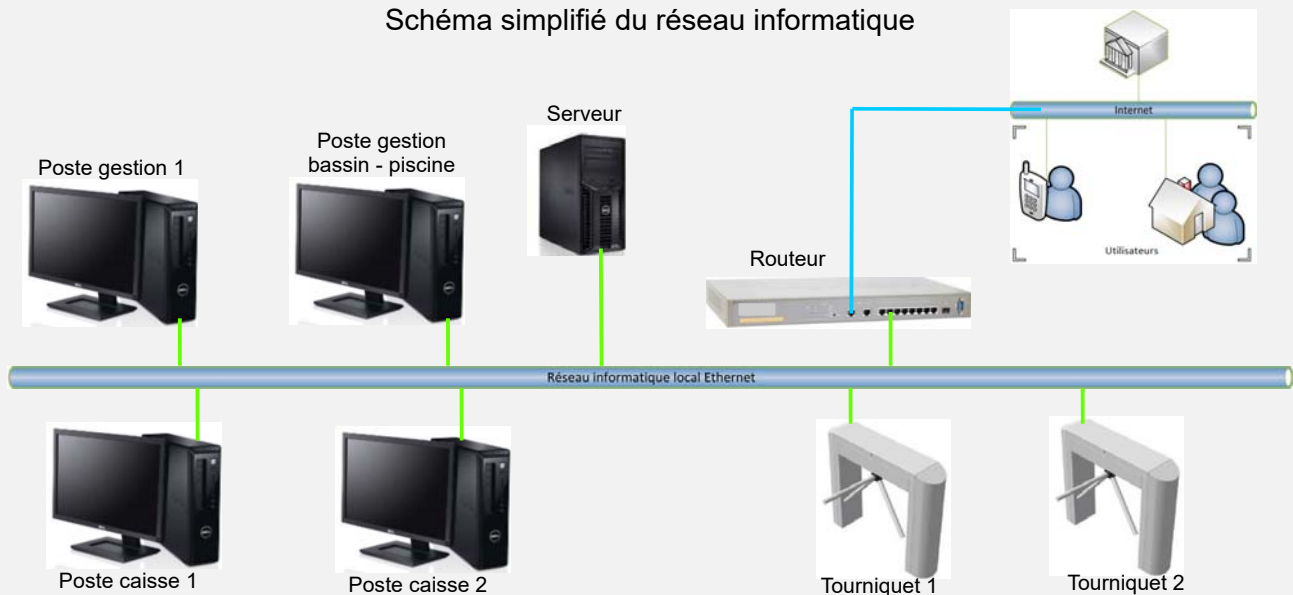 Schéma simplifié du réseau informatique
Internet
Utilisateurs
Serveur
Poste gestion
bassin - piscine
Poste gestion 1
Routeur
Réseau informatique local Ethernet
Poste caisse 1
Poste caisse 2
Tourniquet 1
Tourniquet 2